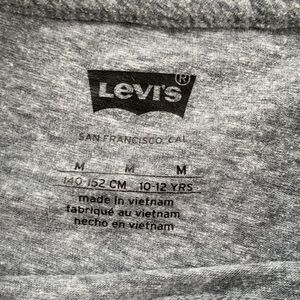 Levi's ®
SAN FRANCISCO, CAL
M M M
140-152 CM 10-12 YRS
made in vietnam
fabriqué au vietnam
hecho en vietnam